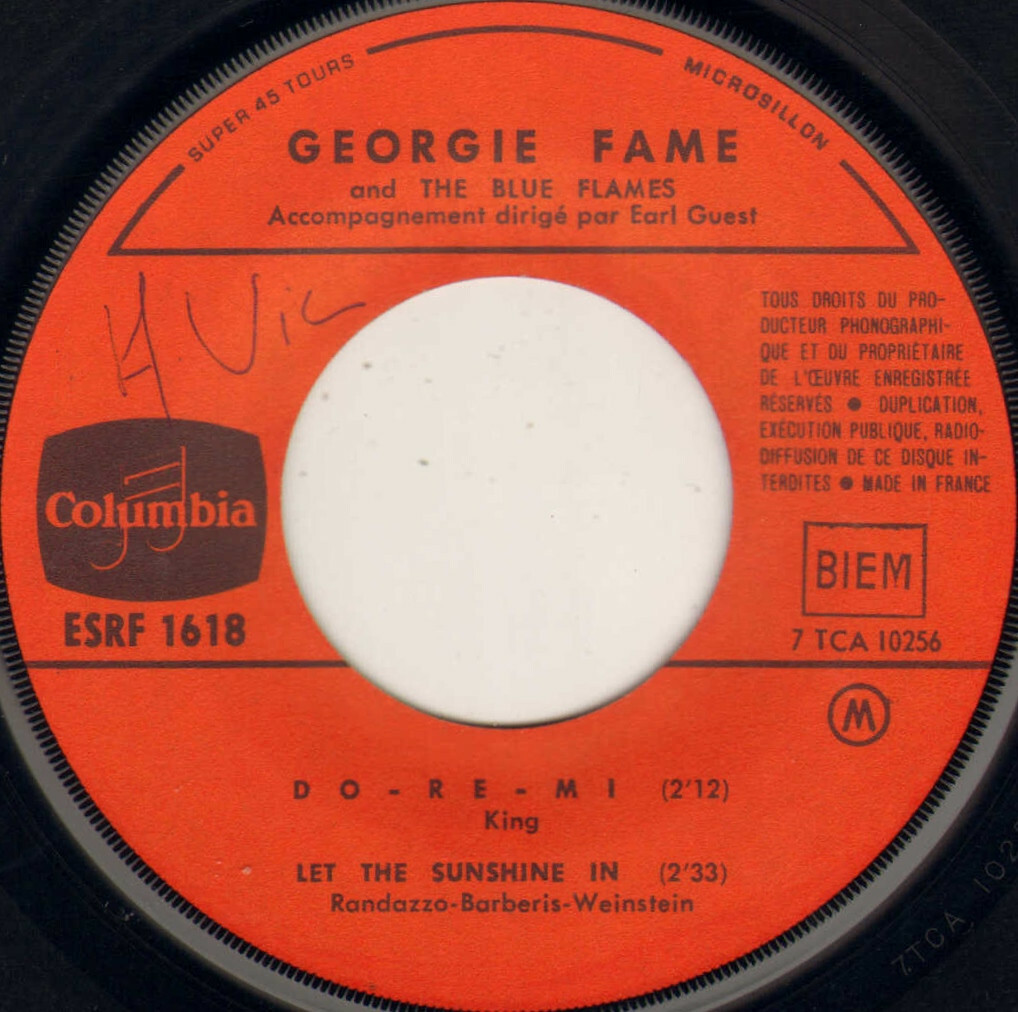 SUPER 45 TOURS
MICROSILLON
GEORGIE FAME
and THE BLUE FLAMES
Accompagnement dirigé par Earl Guest
H Vic
TOUS DROITS DU PRO-
DUCTEUR PHONOGRAPHI-
QUE ET DU PROPRIÉTAIRE
DE L'ŒUVRE ENREGISTRÉE
RÉSERVÉS ● DUPLICATION,
EXÉCUTION PUBLIQUE, RADIO-
DIFFUSION DE CE DISQUE IN-
TERDITES ● MADE IN FRANCE
Columbia
ESRF 1618
BIEM
7 TCA 10256
M
DO-RE-MI (2'12)
King
LET THE SUNSHINE IN (2'33)
Randazzo-Barberis-Weinstein
7TCA 102